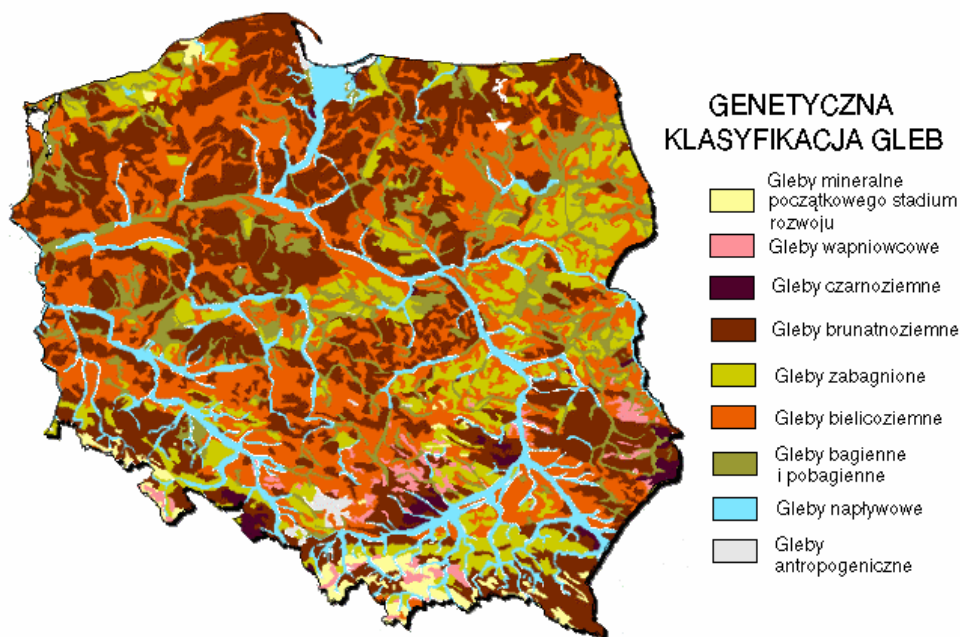 GENETYCZNA
KLASYFIKACJA GLEB
Gleby mineralne
początkowego stadium
rozwoju
Gleby wapniowcowe
Gleby czarnoziemne
Gleby brunatnoziemne
Gleby zabagnione
Gleby bielicoziemne
Gleby bagienne
i pobagienne
Gleby napływowe
Gleby
antropogeniczne